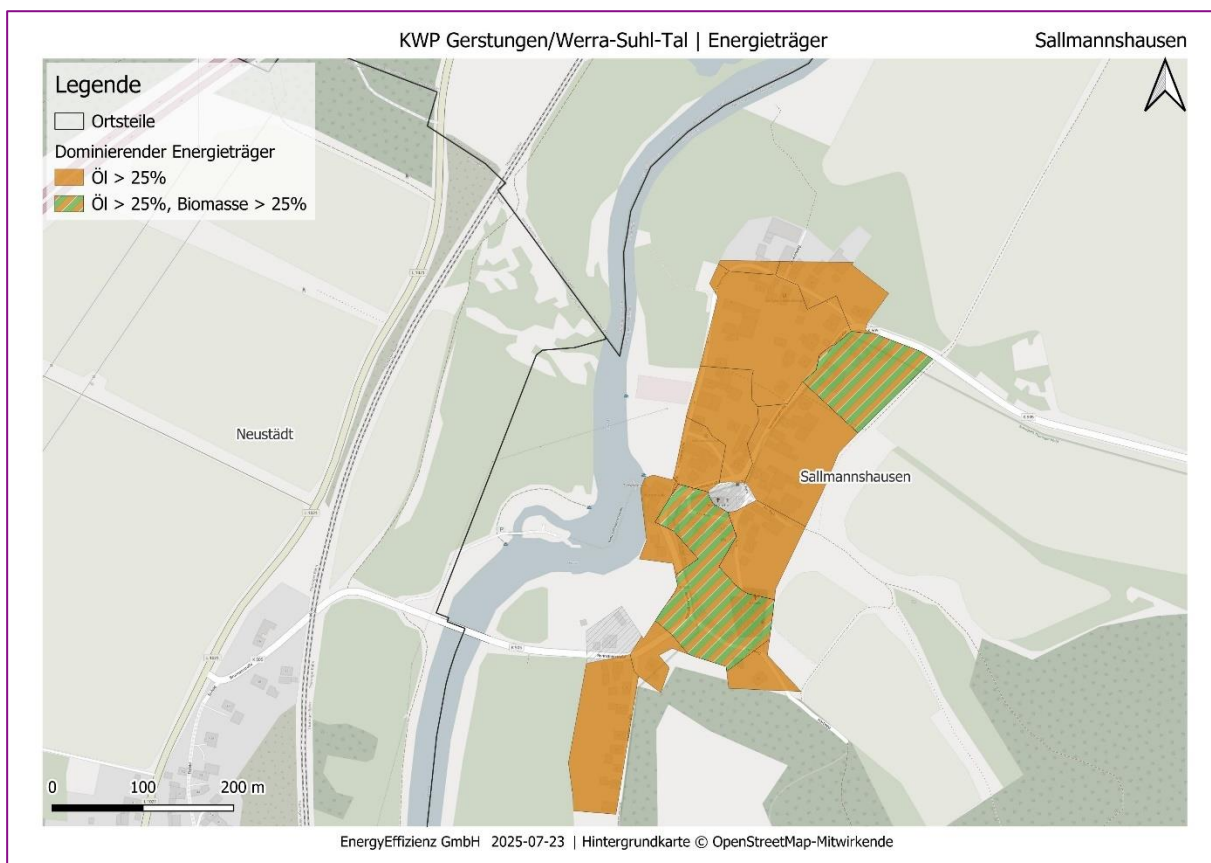 KWP Gerstungen/Werra-Suhl-Tal | Energieträger
Sallmannshausen
Legende
Ortsteile
Dominierender Energieträger
Öl > 25%
Öl > 25%, Biomasse > 25%
Neustädt
Sallmannshausen
0 100 200 m
EnergyEffizienz GmbH 2025-07-23 | Hintergrundkarte © OpenStreetMap-Mitwirkende